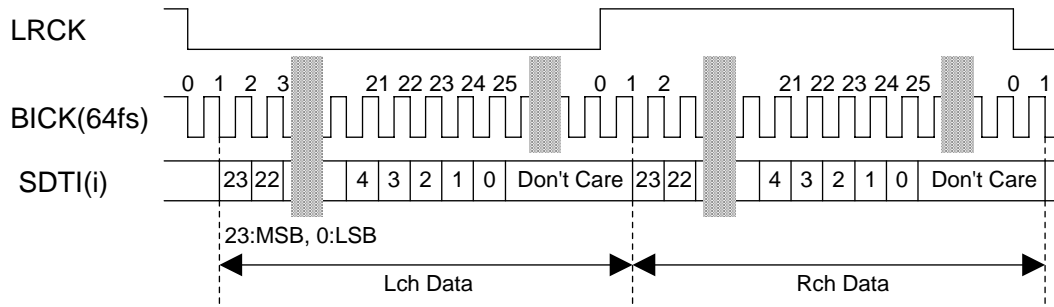 LRCK
0 1 2 3 21 22 23 24 25 0 1 2 21 22 23 24 25 0 1
BICK(64fs)
SDTI(i) 23 22 4 3 2 1 0 Don't Care 23 22 4 3 2 1 0 Don't Care
23:MSB, 0:LSB
Lch Data Rch Data